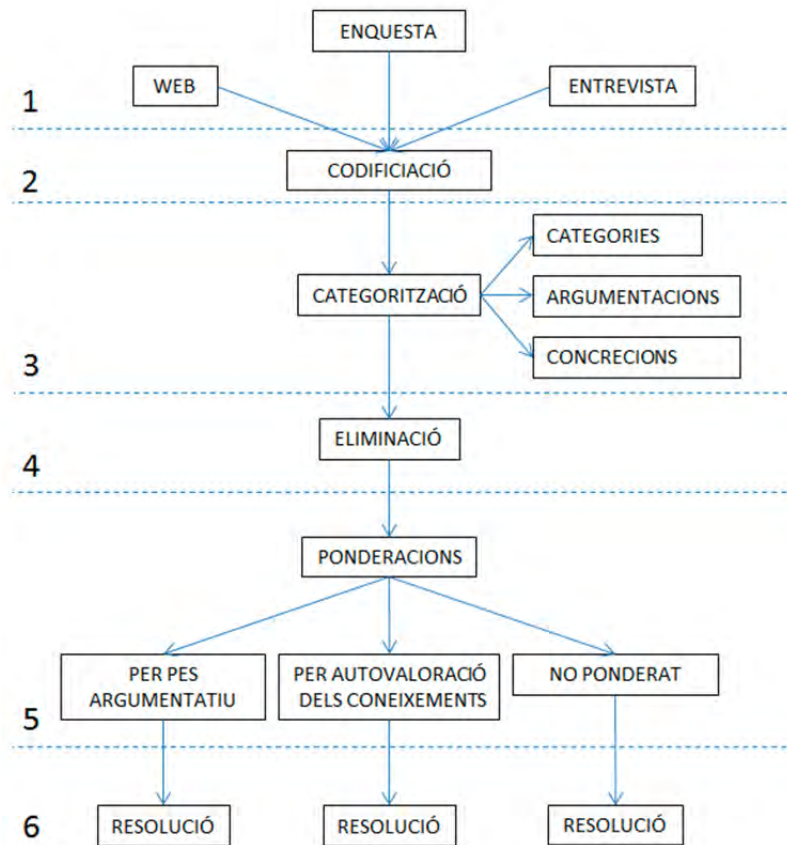 ENQUESTA
WEB
ENTREVISTA
1
CODIFICIACIÓ
2
CATEGORIES
CATEGORITZACIÓ
ARGUMENTACIONS
CONCRECIONS
3
ELIMINACIÓ
4
PONDERACIONS
PER PES
ARGUMENTATIU
PER AUTOVALORACIÓ
DELS CONEIXEMENTS
NO PONDERAT
5
6
RESOLUCIÓ
RESOLUCIÓ
RESOLUCIÓ